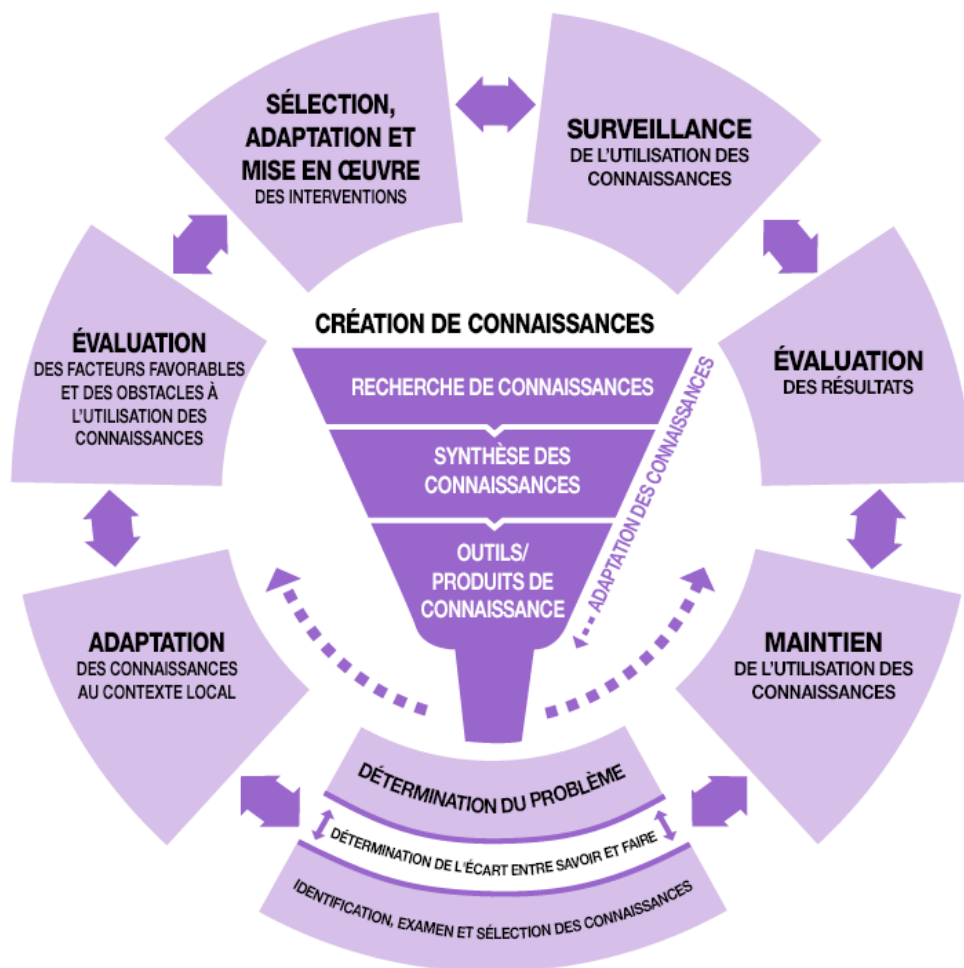 SÉLECTION,
ADAPTATION ET
MISE EN ŒUVRE
DES INTERVENTIONS
SURVEILLANCE
DE L'UTILISATION DES
CONNAISSANCES
ÉVALUATION
DES FACTEURS FAVORABLES
ET DES OBSTACLES À
L'UTILISATION DES
CONNAISSANCES
CRÉATION DE CONNAISSANCES
RECHERCHE DE CONNAISSANCES
SYNTHÈSE DES
CONNAISSANCES
OUTILS/
PRODUITS DE
CONNAISSANCE
ADAPTATION DES CONNAISSANCES
ÉVALUATION
DES RÉSULTATS
ADAPTATION
DES CONNAISSANCES
AU CONTEXTE LOCAL
MAINTIEN
DE L'UTILISATION DES
CONNAISSANCES
DÉTERMINATION DU PROBLÈME
DÉTERMINATION DE L'ÉCART ENTRE SAVOIR ET FAIRE
IDENTIFICATION, EXAMEN ET SÉLECTION DES CONNAISSANCES